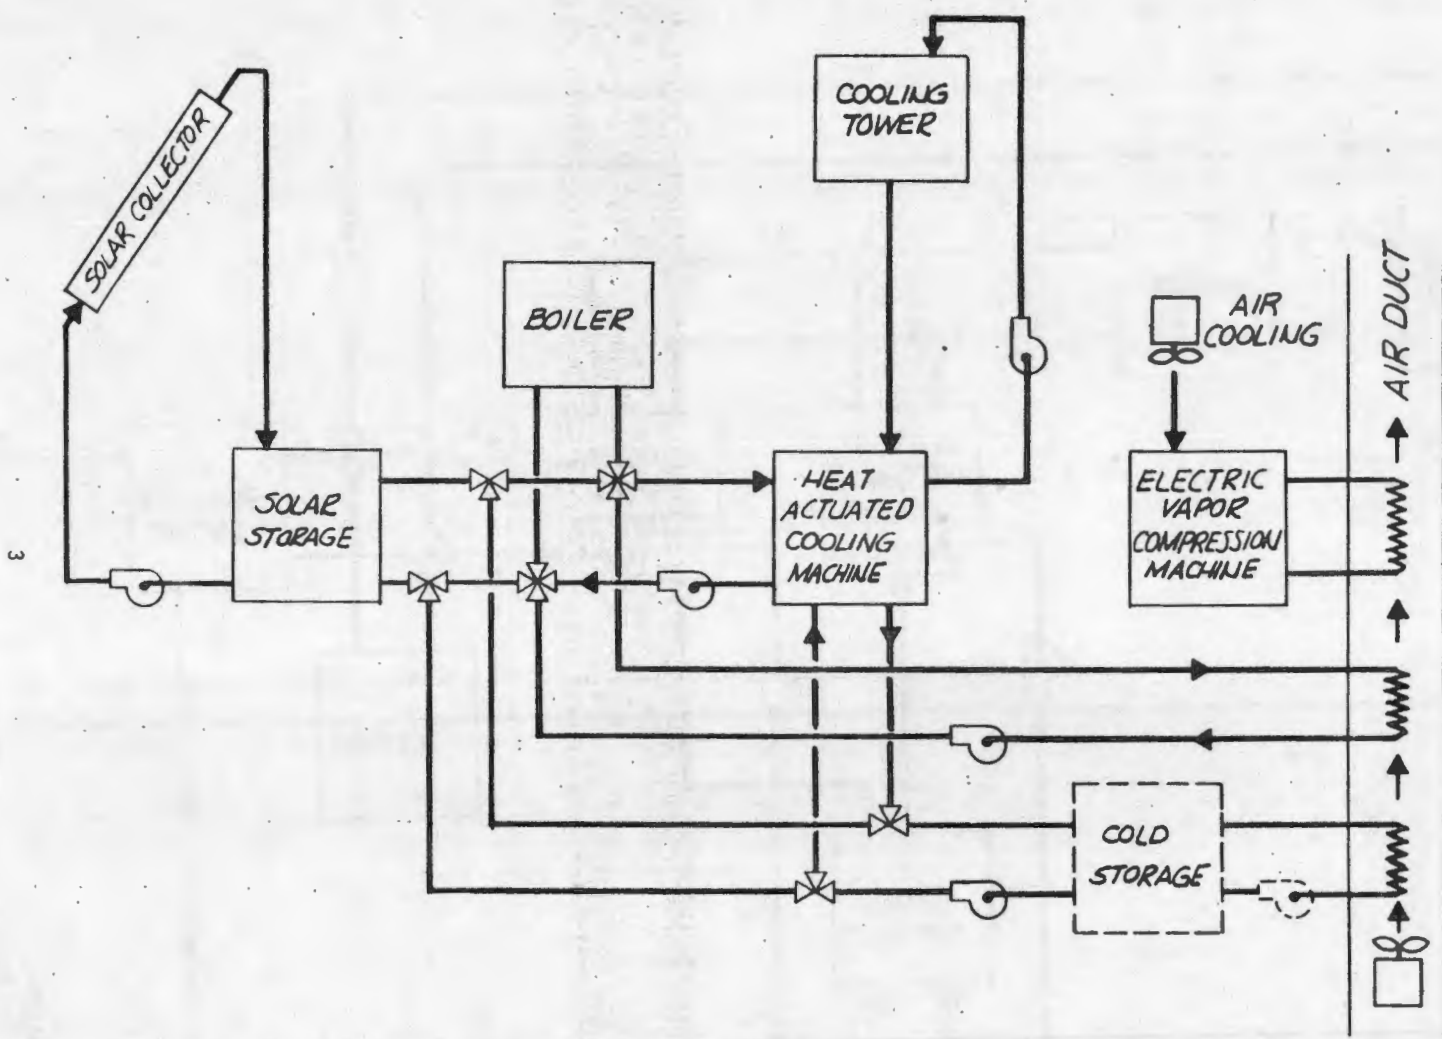 COOLING
TOWER
SOLAR COLLECTOR
BOILER
AIR
COOLING
AIR DUCT
SOLAR
STORAGE
HEAT
ACTUATED
COOLING
MACHINE
ELECTRIC
VAPOR
COMPRESSION
MACHINE
3
COLD
STORAGE